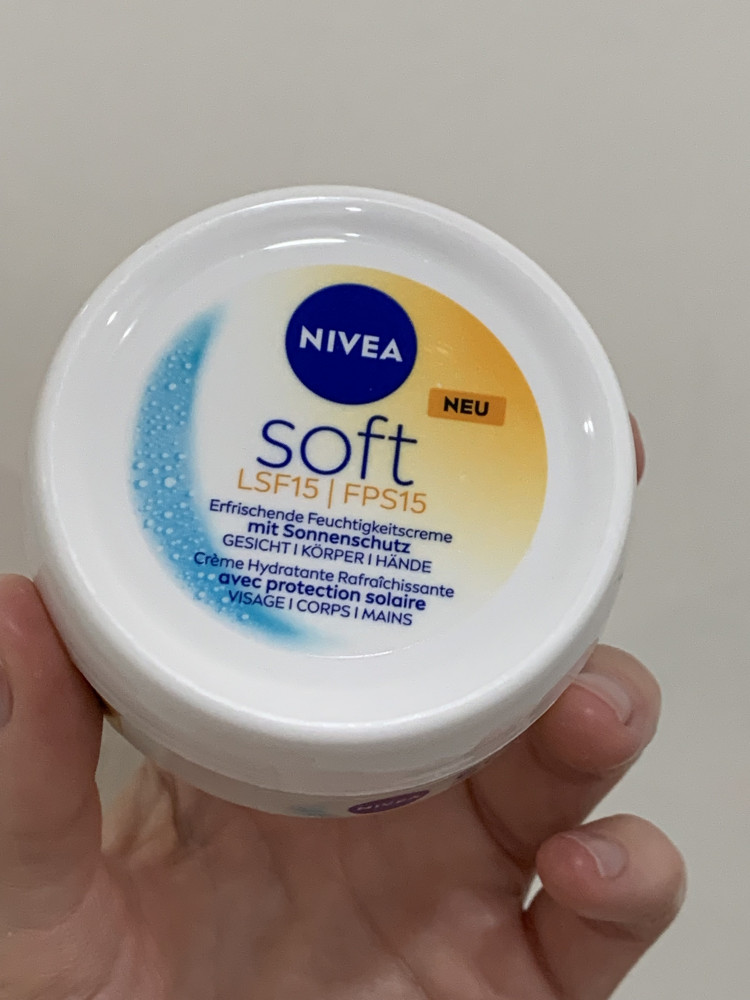 NIVEA
NEU
soft
LSF15 | FPS15
Erfrischende Feuchtigkeitscreme
mit Sonnenschutz
GESICHT I KÖRPER I HÄNDE
Crème Hydratante Rafraîchissante
avec protection solaire
VISAGE I CORPS I MAINS
NIVEA